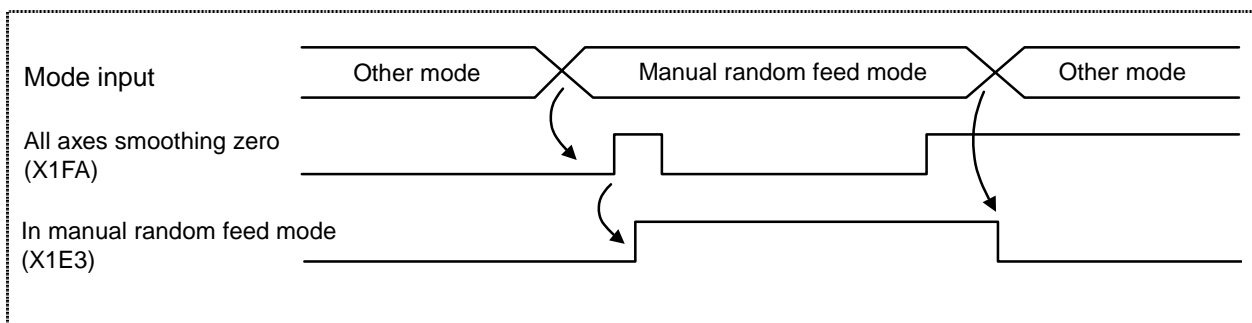 Mode input
Other mode
Manual random feed mode
Other mode
All axes smoothing zero
(X1FA)
In manual random feed mode
(X1E3)